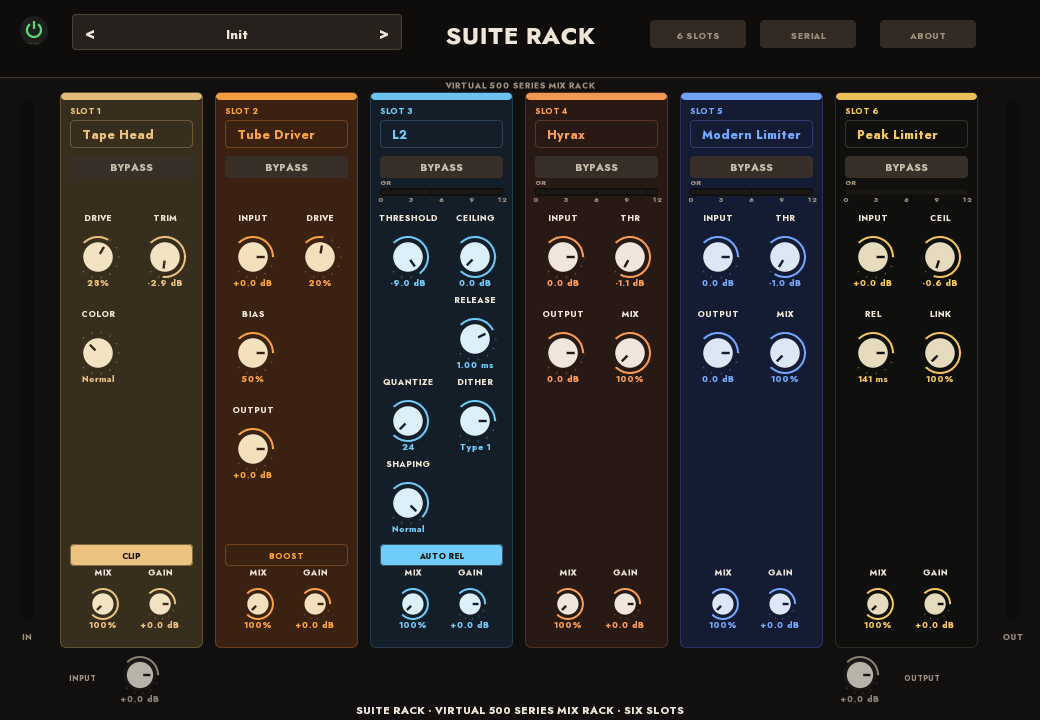 < Init >
SUITE RACK
6 SLOTS SERIAL ABOUT
VIRTUAL 500 SERIES MIX RACK
SLOT 1
Tape Head
BYPASS
DRIVE TRIM
28% -2.9 dB
COLOR
Normal
CLIP
MIX GAIN
100% +0.0 dB
SLOT 2
Tube Driver
BYPASS
INPUT DRIVE
+0.0 dB 20%
BIAS
50%
OUTPUT
+0.0 dB
BOOST
MIX GAIN
100% +0.0 dB
SLOT 3
L2
BYPASS
GR
0 3 6 9 12
THRESHOLD CEILING
-9.0 dB 0.0 dB
RELEASE
1.00 ms
QUANTIZE DITHER
24 Type 1
SHAPING
Normal
AUTO REL
MIX GAIN
100% +0.0 dB
SLOT 4
Hyrax
BYPASS
GR
0 3 6 9 12
INPUT THR
0.0 dB -1.1 dB
OUTPUT MIX
0.0 dB 100%
MIX GAIN
100% +0.0 dB
SLOT 5
Modern Limiter
BYPASS
GR
0 3 6 9 12
INPUT THR
0.0 dB -1.0 dB
OUTPUT MIX
0.0 dB 100%
MIX GAIN
100% +0.0 dB
SLOT 6
Peak Limiter
BYPASS
GR
0 3 6 9 12
INPUT CEIL
+0.0 dB -0.6 dB
REL LINK
141 ms 100%
MIX GAIN
100% +0.0 dB
IN OUT
INPUT
+0.0 dB
OUTPUT
+0.0 dB
SUITE RACK · VIRTUAL 500 SERIES MIX RACK · SIX SLOTS